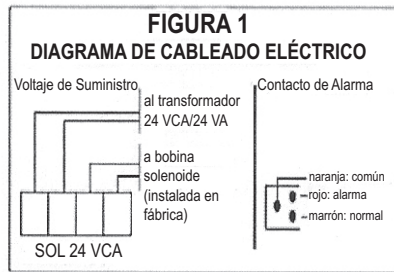 FIGURA 1
DIAGRAMA DE CABLEADO ELÉCTRICO
Voltaje de Suministro
al transformador
24 VCA/24 VA
a bobina
solenoide
(instalada en
fábrica)
SOL 24 VCA
Contacto de Alarma
naranja: común
rojo: alarma
marrón: normal